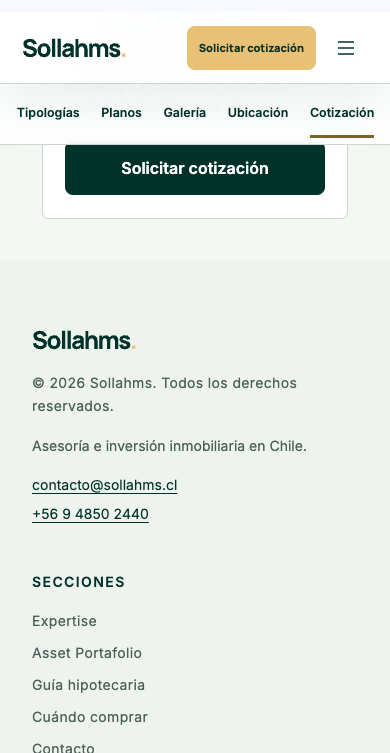 Sollahms.
Solicitar cotización
Tipologías Planos Galería Ubicación Cotización
Solicitar cotización
Sollahms.
© 2026 Sollahms. Todos los derechos
reservados.
Asesoría e inversión inmobiliaria en Chile.
contacto@sollahms.cl
+56 9 4850 2440
SECCIONES
Expertise
Asset Portafolio
Guía hipotecaria
Cuándo comprar
Contacto